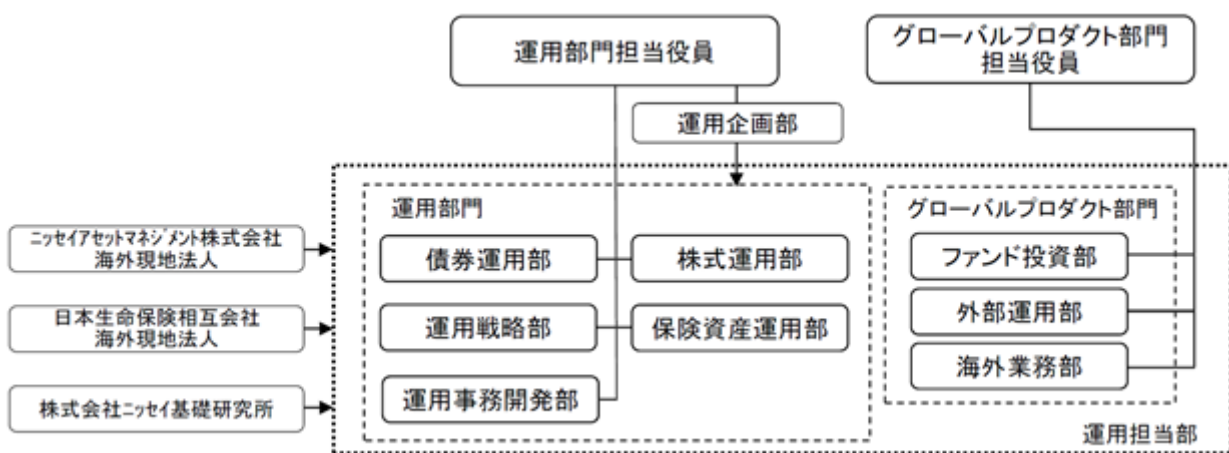 運用部門担当役員
グローバルプロダクト部門
担当役員
運用企画部
運用部門
グローバルプロダクト部門
ニッセイアセットマネジメント株式会社
海外現地法人
債券運用部
株式運用部
ファンド投資部
日本生命保険相互会社
海外現地法人
運用戦略部
保険資産運用部
外部運用部
海外業務部
株式会社ニッセイ基礎研究所
運用事務開発部
運用担当部